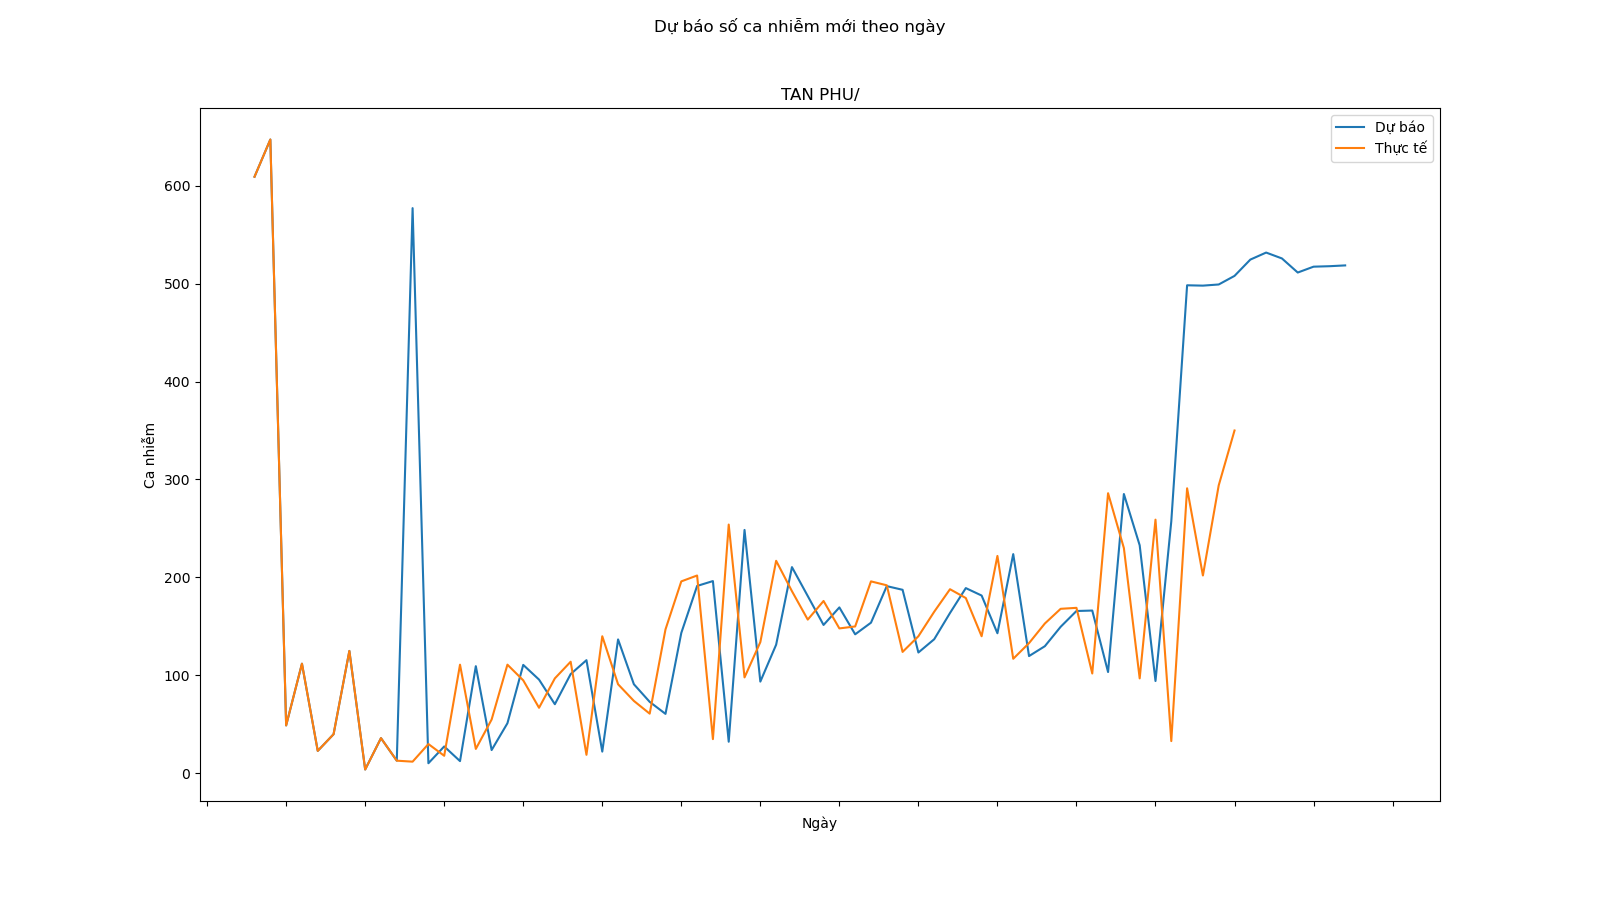 Dự báo số ca nhiễm mới theo ngày
TAN PHU/
Dự báo
Thực tế
600
500
400
300
200
100
0
Ca nhiễm
Ngày